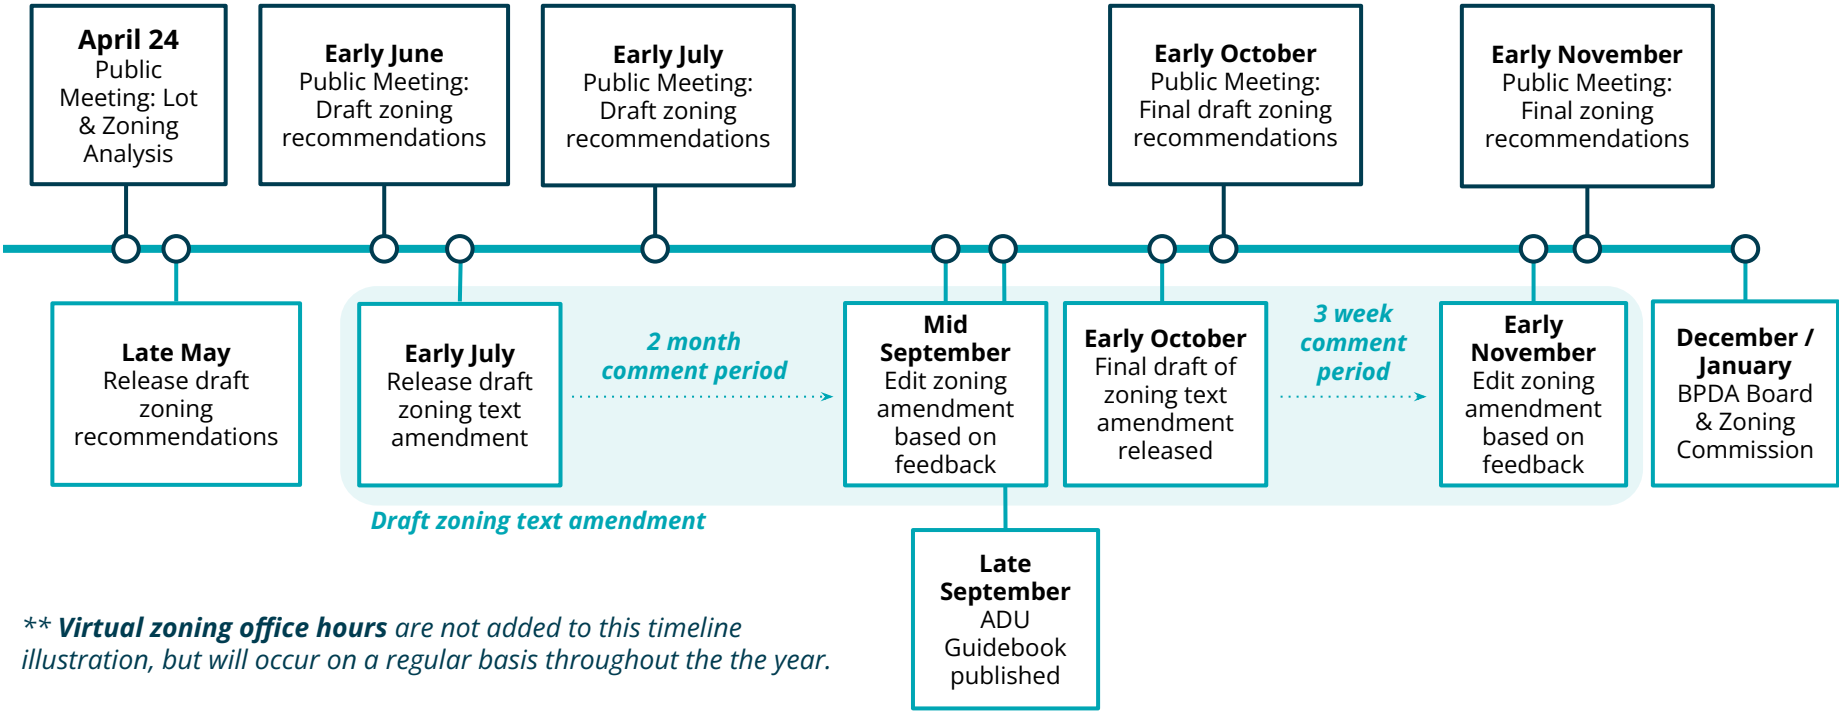 April 24
Public
Meeting: Lot
& Zoning
Analysis
Early June
Public Meeting:
Draft zoning
recommendations
Early July
Public Meeting:
Draft zoning
recommendations
Early October
Public Meeting:
Final draft zoning
recommendations
Early November
Public Meeting:
Final zoning
recommendations
Late May
Release draft
zoning
recommendations
Early July
Release draft
zoning text
amendment
2 month
comment period
Mid
September
Edit zoning
amendment
based on
feedback
Early October
Final draft of
zoning text
amendment
released
3 week
comment
period
Early
November
Edit zoning
amendment
based on
feedback
December /
January
BPDA Board
& Zoning
Commission
Draft zoning text amendment
Late
September
ADU
Guidebook
published
** Virtual zoning office hours are not added to this timeline
illustration, but will occur on a regular basis throughout the the year.